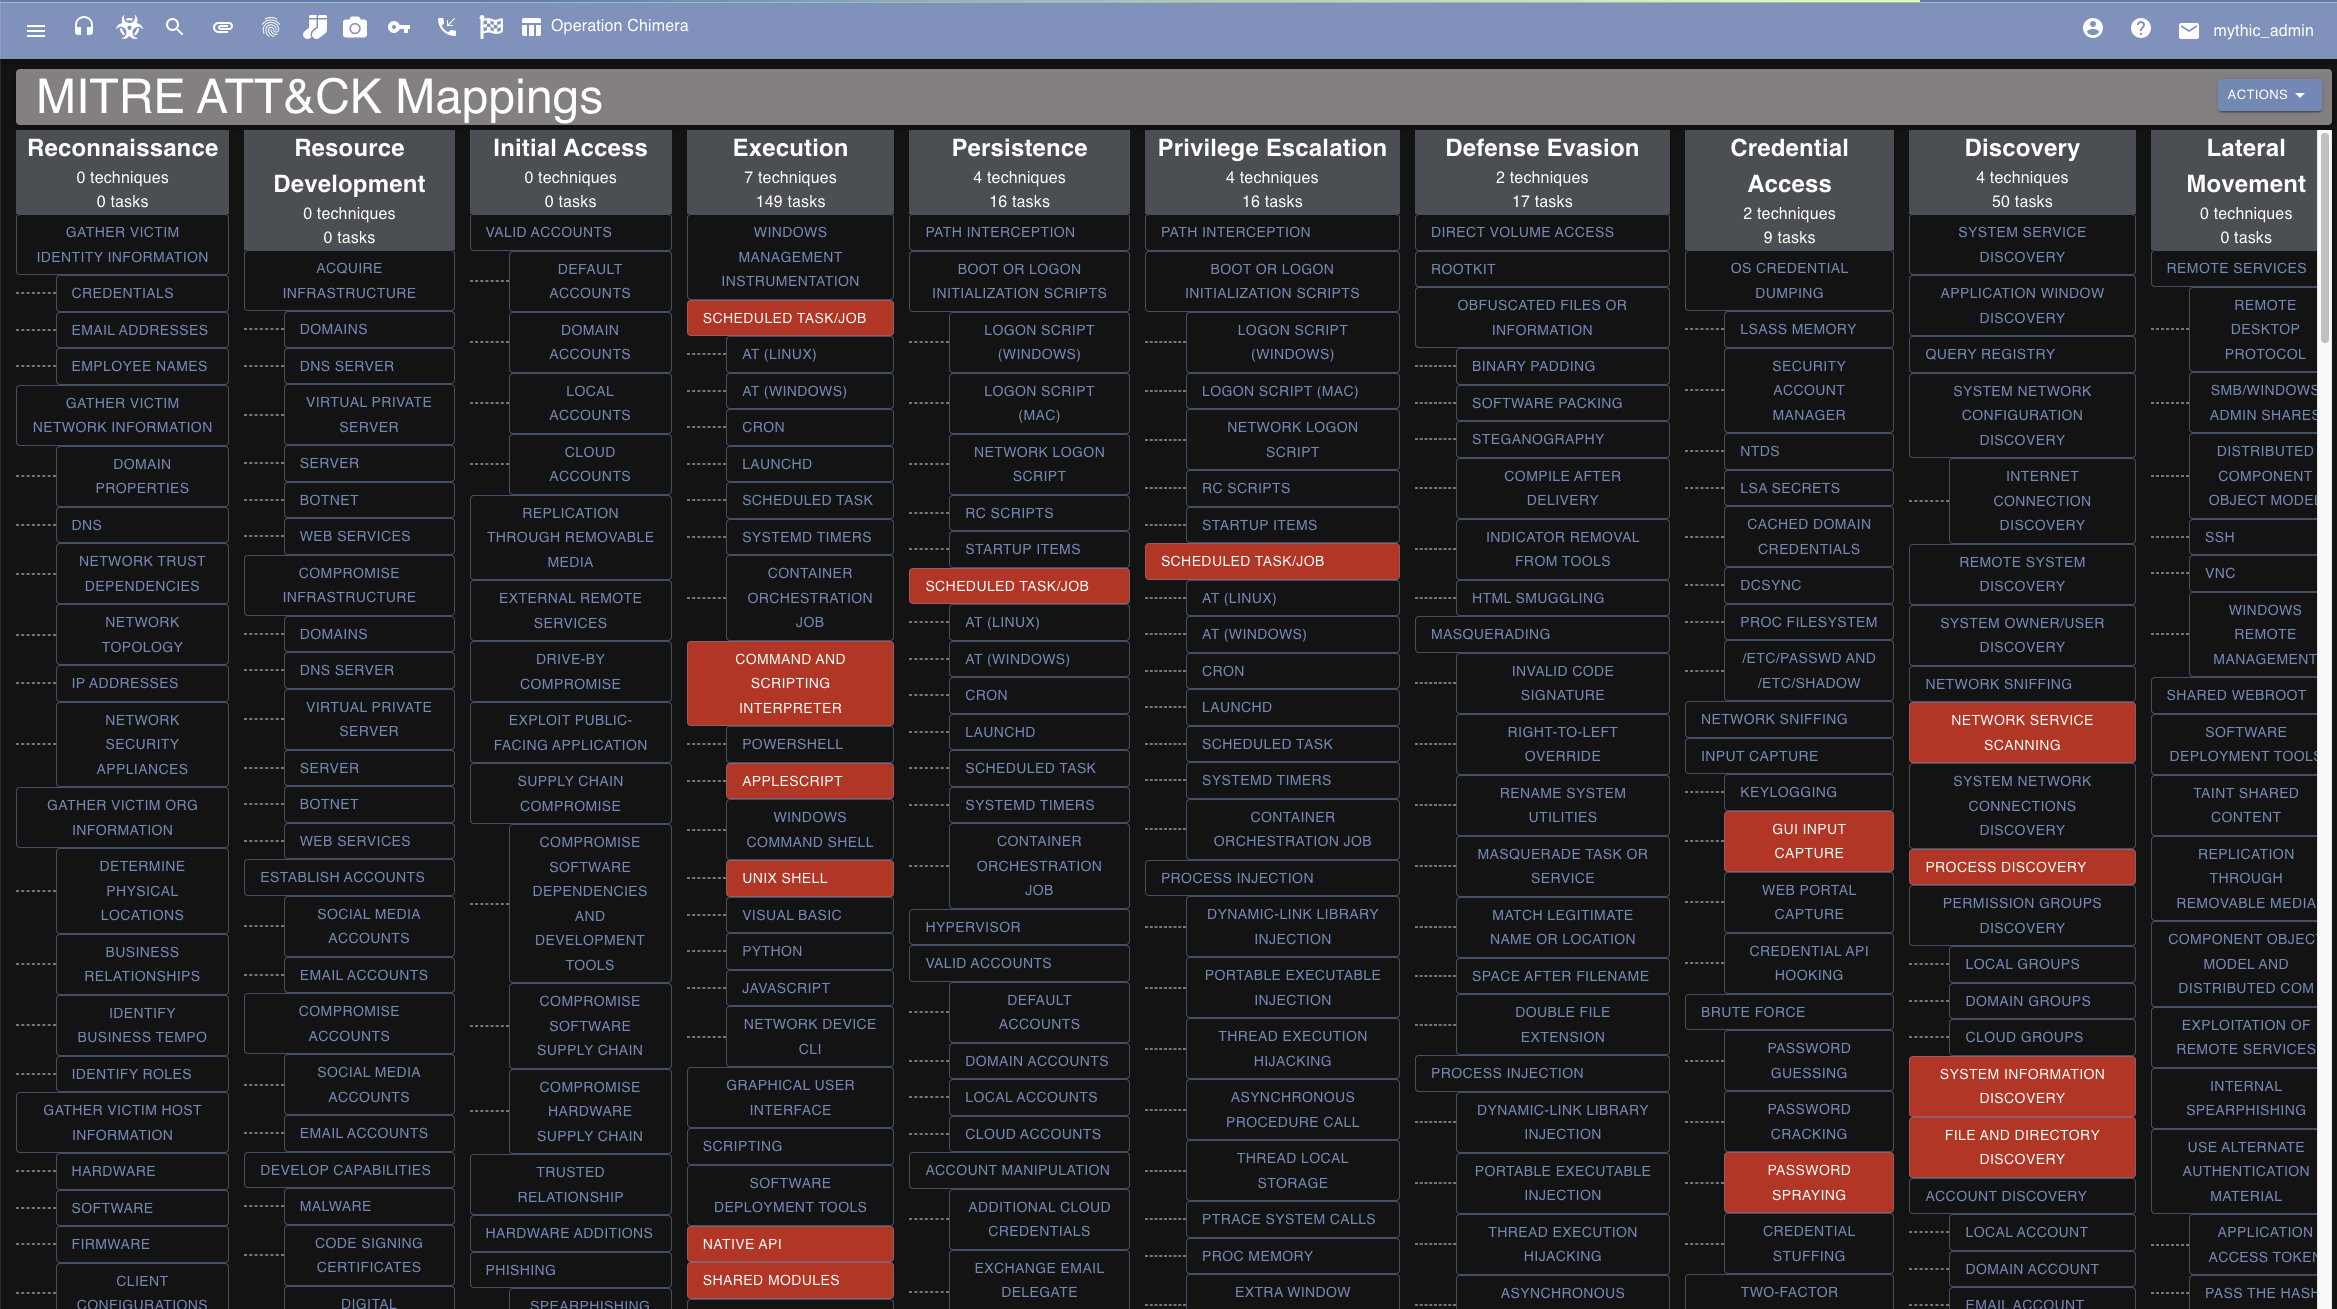 Operation Chimera
mythic_admin
MITRE ATT&CK Mappings
ACTIONS
Reconnaissance
0 techniques
0 tasks
GATHER VICTIM
IDENTITY INFORMATION
CREDENTIALS
EMAIL ADDRESSES
EMPLOYEE NAMES
GATHER VICTIM
NETWORK INFORMATION
DOMAIN
PROPERTIES
DNS
NETWORK TRUST
DEPENDENCIES
NETWORK
TOPOLOGY
IP ADDRESSES
NETWORK
SECURITY
APPLIANCES
GATHER VICTIM ORG
INFORMATION
DETERMINE
PHYSICAL
LOCATIONS
BUSINESS
RELATIONSHIPS
IDENTIFY
BUSINESS TEMPO
IDENTIFY ROLES
GATHER VICTIM HOST
INFORMATION
HARDWARE
SOFTWARE
FIRMWARE
CLIENT
CONFIGURATIONS
Resource
Development
0 techniques
0 tasks
ACQUIRE
INFRASTRUCTURE
DOMAINS
DNS SERVER
VIRTUAL PRIVATE
SERVER
SERVER
BOTNET
WEB SERVICES
COMPROMISE
INFRASTRUCTURE
DOMAINS
DNS SERVER
VIRTUAL PRIVATE
SERVER
SERVER
BOTNET
WEB SERVICES
ESTABLISH ACCOUNTS
SOCIAL MEDIA
ACCOUNTS
EMAIL ACCOUNTS
COMPROMISE
ACCOUNTS
SOCIAL MEDIA
ACCOUNTS
EMAIL ACCOUNTS
DEVELOP CAPABILITIES
MALWARE
CODE SIGNING
CERTIFICATES
DIGITAL
Initial Access
0 techniques
0 tasks
VALID ACCOUNTS
DEFAULT
ACCOUNTS
DOMAIN
ACCOUNTS
LOCAL
ACCOUNTS
CLOUD
ACCOUNTS
REPLICATION
THROUGH REMOVABLE
MEDIA
EXTERNAL REMOTE
SERVICES
DRIVE-BY
COMPROMISE
EXPLOIT PUBLIC-
FACING APPLICATION
SUPPLY CHAIN
COMPROMISE
COMPROMISE
SOFTWARE
DEPENDENCIES
AND
DEVELOPMENT
TOOLS
COMPROMISE
SOFTWARE
SUPPLY CHAIN
COMPROMISE
HARDWARE
SUPPLY CHAIN
TRUSTED
RELATIONSHIP
HARDWARE ADDITIONS
PHISHING
SPEARPHISHING
Execution
7 techniques
149 tasks
WINDOWS
MANAGEMENT
INSTRUMENTATION
SCHEDULED TASK/JOB
AT (LINUX)
AT (WINDOWS)
CRON
LAUNCHD
SCHEDULED TASK
SYSTEMD TIMERS
CONTAINER
ORCHESTRATION
JOB
COMMAND AND
SCRIPTING
INTERPRETER
POWERSHELL
APPLESCRIPT
WINDOWS
COMMAND SHELL
UNIX SHELL
VISUAL BASIC
PYTHON
JAVASCRIPT
NETWORK DEVICE
CLI
GRAPHICAL USER
INTERFACE
SCRIPTING
SOFTWARE
DEPLOYMENT TOOLS
NATIVE API
SHARED MODULES
Persistence
4 techniques
16 tasks
PATH INTERCEPTION
BOOT OR LOGON
INITIALIZATION SCRIPTS
LOGON SCRIPT
(WINDOWS)
LOGON SCRIPT
(MAC)
NETWORK LOGON
SCRIPT
RC SCRIPTS
STARTUP ITEMS
SCHEDULED TASK/JOB
AT (LINUX)
AT (WINDOWS)
CRON
LAUNCHD
SCHEDULED TASK
SYSTEMD TIMERS
CONTAINER
ORCHESTRATION
JOB
HYPERVISOR
VALID ACCOUNTS
DEFAULT
ACCOUNTS
DOMAIN ACCOUNTS
LOCAL ACCOUNTS
CLOUD ACCOUNTS
ACCOUNT MANIPULATION
ADDITIONAL CLOUD
CREDENTIALS
EXCHANGE EMAIL
DELEGATE
Privilege Escalation
4 techniques
16 tasks
PATH INTERCEPTION
BOOT OR LOGON
INITIALIZATION SCRIPTS
LOGON SCRIPT
(WINDOWS)
LOGON SCRIPT (MAC)
NETWORK LOGON
SCRIPT
RC SCRIPTS
STARTUP ITEMS
SCHEDULED TASK/JOB
AT (LINUX)
AT (WINDOWS)
CRON
LAUNCHD
SCHEDULED TASK
SYSTEMD TIMERS
CONTAINER
ORCHESTRATION JOB
PROCESS INJECTION
DYNAMIC-LINK LIBRARY
INJECTION
PORTABLE EXECUTABLE
INJECTION
THREAD EXECUTION
HIJACKING
ASYNCHRONOUS
PROCEDURE CALL
THREAD LOCAL
STORAGE
PTRACE SYSTEM CALLS
PROC MEMORY
EXTRA WINDOW
Defense Evasion
2 techniques
17 tasks
DIRECT VOLUME ACCESS
ROOTKIT
OBFUSCATED FILES OR
INFORMATION
BINARY PADDING
SOFTWARE PACKING
STEGANOGRAPHY
COMPILE AFTER
DELIVERY
INDICATOR REMOVAL
FROM TOOLS
HTML SMUGGLING
MASQUERADING
INVALID CODE
SIGNATURE
RIGHT-TO-LEFT
OVERRIDE
RENAME SYSTEM
UTILITIES
MASQUERADE TASK OR
SERVICE
MATCH LEGITIMATE
NAME OR LOCATION
SPACE AFTER FILENAME
DOUBLE FILE
EXTENSION
PROCESS INJECTION
DYNAMIC-LINK LIBRARY
INJECTION
PORTABLE EXECUTABLE
INJECTION
THREAD EXECUTION
HIJACKING
ASYNCHRONOUS
Credential
Access
2 techniques
9 tasks
OS CREDENTIAL
DUMPING
LSASS MEMORY
SECURITY
ACCOUNT
MANAGER
NTDS
LSA SECRETS
CACHED DOMAIN
CREDENTIALS
DCSYNC
PROC FILESYSTEM
/ETC/PASSWD AND
/ETC/SHADOW
NETWORK SNIFFING
INPUT CAPTURE
KEYLOGGING
GUI INPUT
CAPTURE
WEB PORTAL
CAPTURE
CREDENTIAL API
HOOKING
BRUTE FORCE
PASSWORD
GUESSING
PASSWORD
CRACKING
PASSWORD
SPRAYING
CREDENTIAL
STUFFING
TWO-FACTOR
Discovery
4 techniques
50 tasks
SYSTEM SERVICE
DISCOVERY
APPLICATION WINDOW
DISCOVERY
QUERY REGISTRY
SYSTEM NETWORK
CONFIGURATION
DISCOVERY
INTERNET
CONNECTION
DISCOVERY
REMOTE SYSTEM
DISCOVERY
SYSTEM OWNER/USER
DISCOVERY
NETWORK SNIFFING
NETWORK SERVICE
SCANNING
SYSTEM NETWORK
CONNECTIONS
DISCOVERY
PROCESS DISCOVERY
PERMISSION GROUPS
DISCOVERY
LOCAL GROUPS
DOMAIN GROUPS
CLOUD GROUPS
SYSTEM INFORMATION
DISCOVERY
FILE AND DIRECTORY
DISCOVERY
ACCOUNT DISCOVERY
LOCAL ACCOUNT
DOMAIN ACCOUNT
EMAIL ACCOUNT
Lateral
Movement
0 techniques
0 tasks
REMOTE SERVICES
REMOTE
DESKTOP
PROTOCOL
SMB/WINDOWS
ADMIN SHARES
DISTRIBUTED
COMPONENT
OBJECT MODEL
SSH
VNC
WINDOWS
REMOTE
MANAGEMENT
SHARED WEBROOT
SOFTWARE
DEPLOYMENT TOOLS
TAINT SHARED
CONTENT
REPLICATION
THROUGH
REMOVABLE MEDIA
COMPONENT OBJECT
MODEL AND
DISTRIBUTED COM
EXPLOITATION OF
REMOTE SERVICES
INTERNAL
SPEARPHISHING
USE ALTERNATE
AUTHENTICATION
MATERIAL
APPLICATION
ACCESS TOKEN
PASS THE HASH